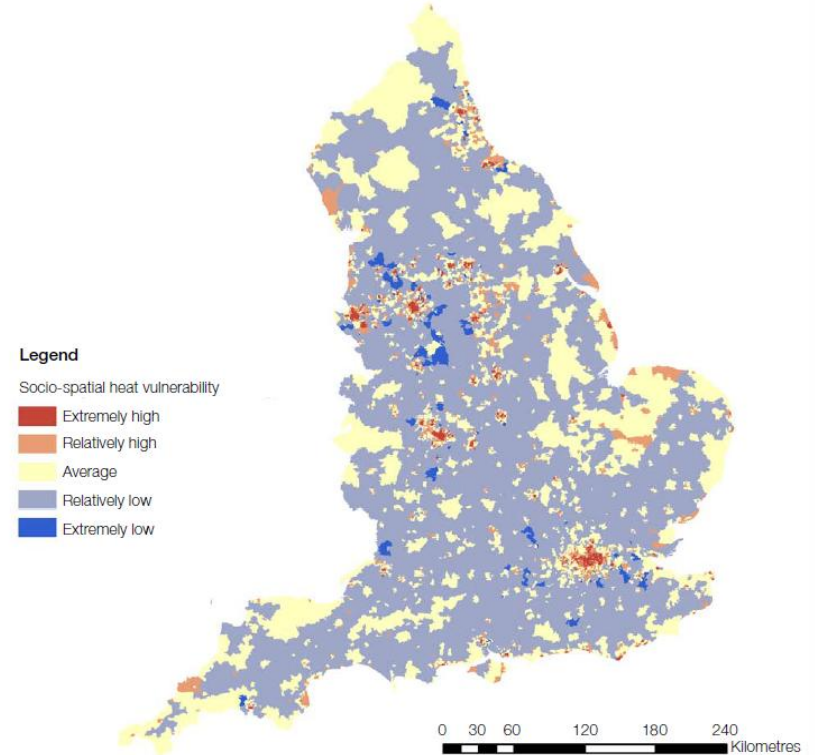 Legend
Socio-spatial heat vulnerability
Extremely high
Relatively high
Average
Relatively low
Extremely low
0 30 60 120 180 240
Kilometres